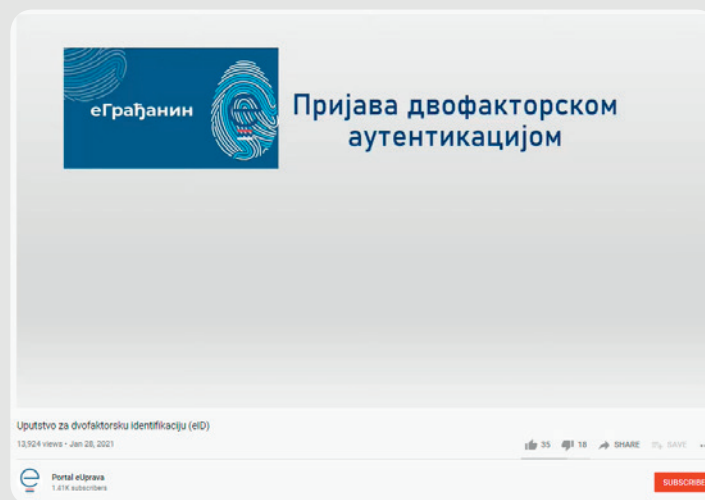 еГрађанин
Пријава двофакторском
аутентикацијом
Uputstvo za dvofaktorsku identifikaciju (eID)
13,924 views • Jan 28, 2021
35 18 SHARE SAVE
Portal eUprava
1.41K subscribers
SUBSCRIBE